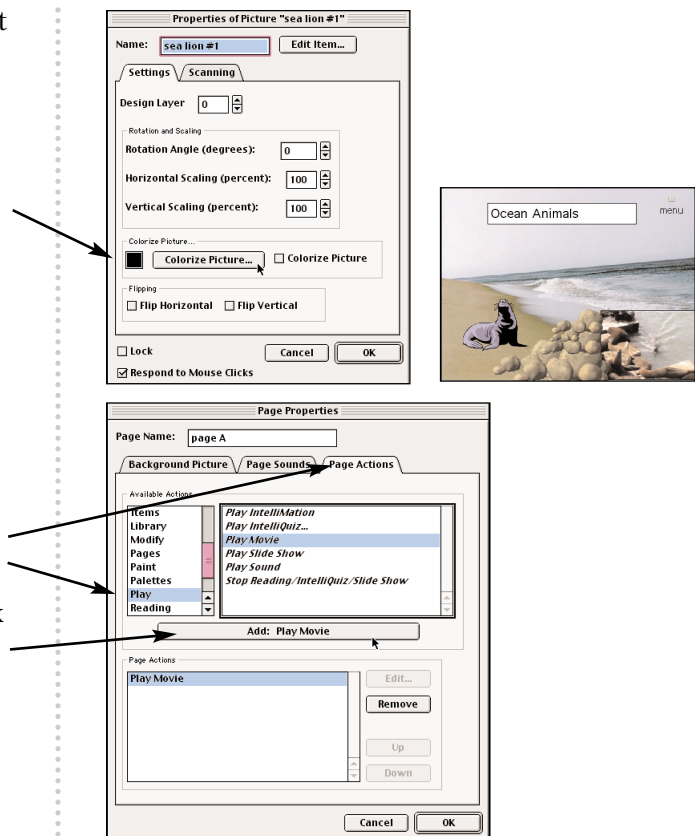 t
Properties of Picture "sea lion #1"
Name: sea lion #1 Edit Item...
Settings Scanning
Design Layer 0
Rotation and Scaling
Rotation Angle (degrees): 0
Horizontal Scaling (percent): 100
Vertical Scaling (percent): 100
Colorize Picture...
Colorize Picture... Colorize Picture
Flipping
Flip Horizontal Flip Vertical
Lock Cancel OK
Respond to Mouse Clicks
Ocean Animals
menu
Page Properties
Page Name: page A
Background Picture Page Sounds Page Actions
Available Actions
Items
Library
Modify
Pages
Paint
Palettes
Play
Reading
Play IntelliMation
Play IntelliQuiz...
Play Movie
Play Slide Show
Play Sound
Stop Reading/IntelliQuiz/Slide Show
k
Add: Play Movie
Page Actions
Play Movie
Edit...
Remove
Up
Down
Cancel OK